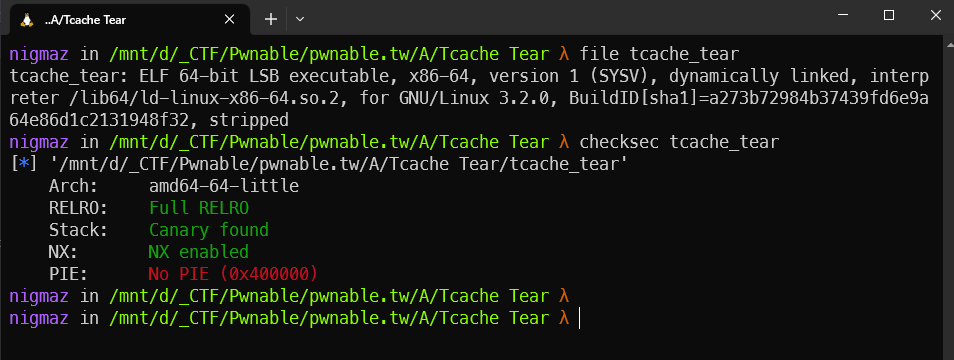 ..A/Tcache Tear
nigmaz in /mnt/d/_CTF/Pwnable/pwnable.tw/A/Tcache Tear λ file tcache_tear
tcache_tear: ELF 64-bit LSB executable, x86-64, version 1 (SYSV), dynamically linked, interp
reter /lib64/ld-linux-x86-64.so.2, for GNU/Linux 3.2.0, BuildID[sha1]=a273b72984b37439fd6e9a
64e86d1c2131948f32, stripped
nigmaz in /mnt/d/_CTF/Pwnable/pwnable.tw/A/Tcache Tear λ checksec tcache_tear
[*] '/mnt/d/_CTF/Pwnable/pwnable.tw/A/Tcache Tear/tcache_tear'
    Arch:     amd64-64-little
    RELRO:    Full RELRO
    Stack:    Canary found
    NX:       NX enabled
    PIE:      No PIE (0x400000)
nigmaz in /mnt/d/_CTF/Pwnable/pwnable.tw/A/Tcache Tear λ
nigmaz in /mnt/d/_CTF/Pwnable/pwnable.tw/A/Tcache Tear λ